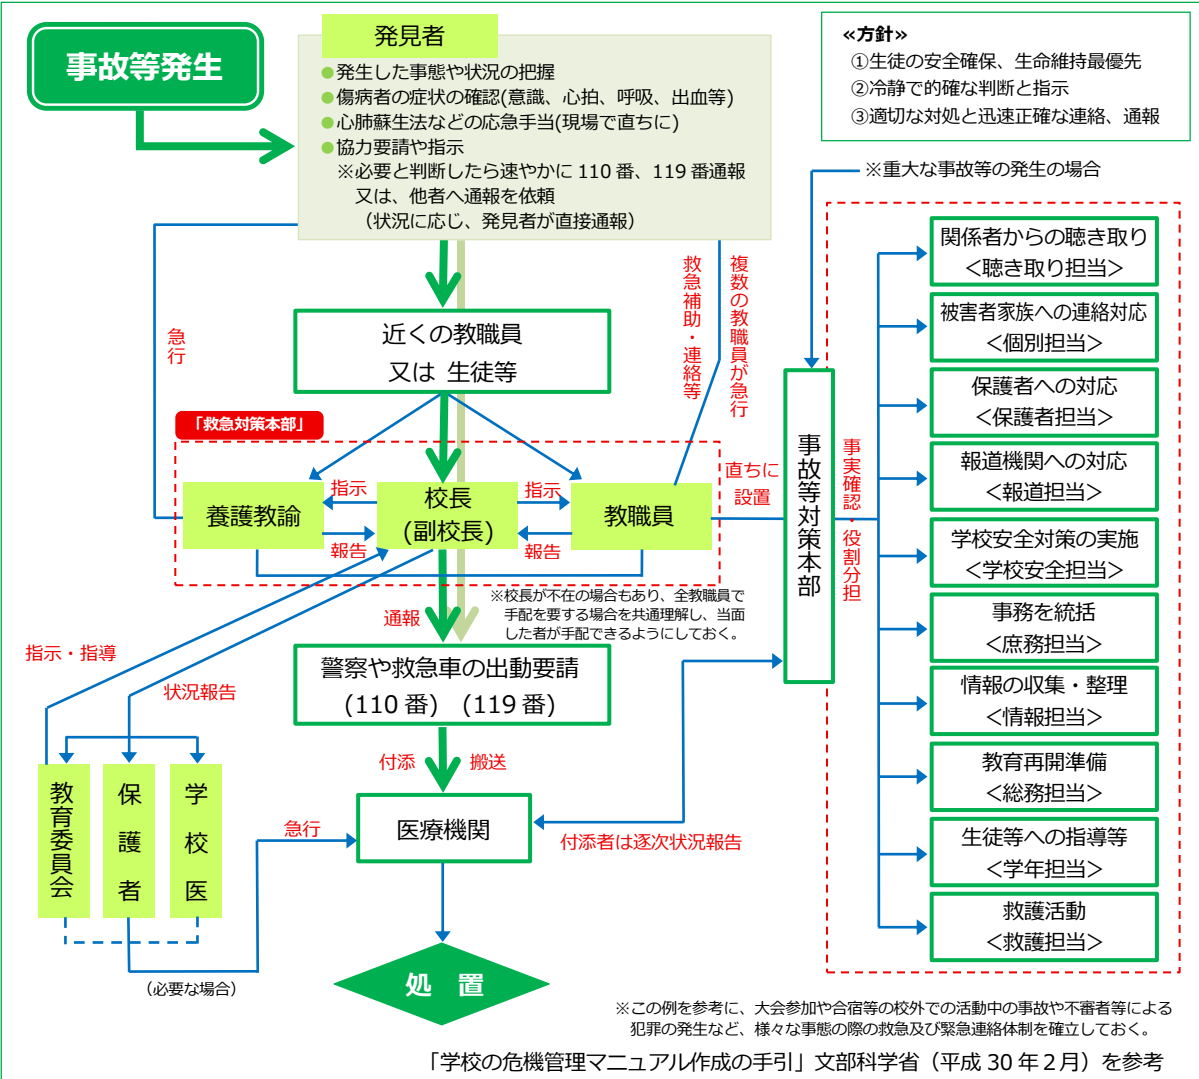 事故等発生
発見者
●発生した事態や状況の把握
●傷病者の症状の確認(意識、心拍、呼吸、出血等)
●心肺蘇生法などの応急手当(現場で直ちに)
●協力要請や指示
※必要と判断したら速やかに 110 番、119 番通報
又は、他者へ通報を依頼
（状況に応じ、発見者が直接通報）
≪方針≫
①生徒の安全確保、生命維持最優先
②冷静で的確な判断と指示
③適切な対処と迅速正確な連絡、通報
※重大な事故等の発生の場合
急行
近くの教職員
又は 生徒等
救急補助・連絡等
複数の教職員が急行
「救急対策本部」
養護教諭
指示
報告
校長
(副校長)
指示
報告
教職員
直ちに
設置
事故等対策本部
事実確認・役割分担
※校長が不在の場合もあり、全教職員で
手配を要する場合を共通理解し、当面
した者が手配できるようにしておく。
通報
指示・指導
状況報告
警察や救急車の出動要請
(110 番) (119 番)
付添
搬送
教育委員会
保護者
学校医
急行
(必要な場合)
医療機関
付添者は逐次状況報告
処 置
関係者からの聴き取り
＜聴き取り担当＞
被害者家族への連絡対応
＜個別担当＞
保護者への対応
＜保護者担当＞
報道機関への対応
＜報道担当＞
学校安全対策の実施
＜学校安全担当＞
事務を統括
＜庶務担当＞
情報の収集・整理
＜情報担当＞
教育再開準備
＜総務担当＞
生徒等への指導等
＜学年担当＞
救護活動
＜救護担当＞
※この例を参考に、大会参加や合宿等の校外での活動中の事故や不審者等による
犯罪の発生など、様々な事態の際の救急及び緊急連絡体制を確立しておく。
「学校の危機管理マニュアル作成の手引」文部科学省（平成 30 年２月）を参考